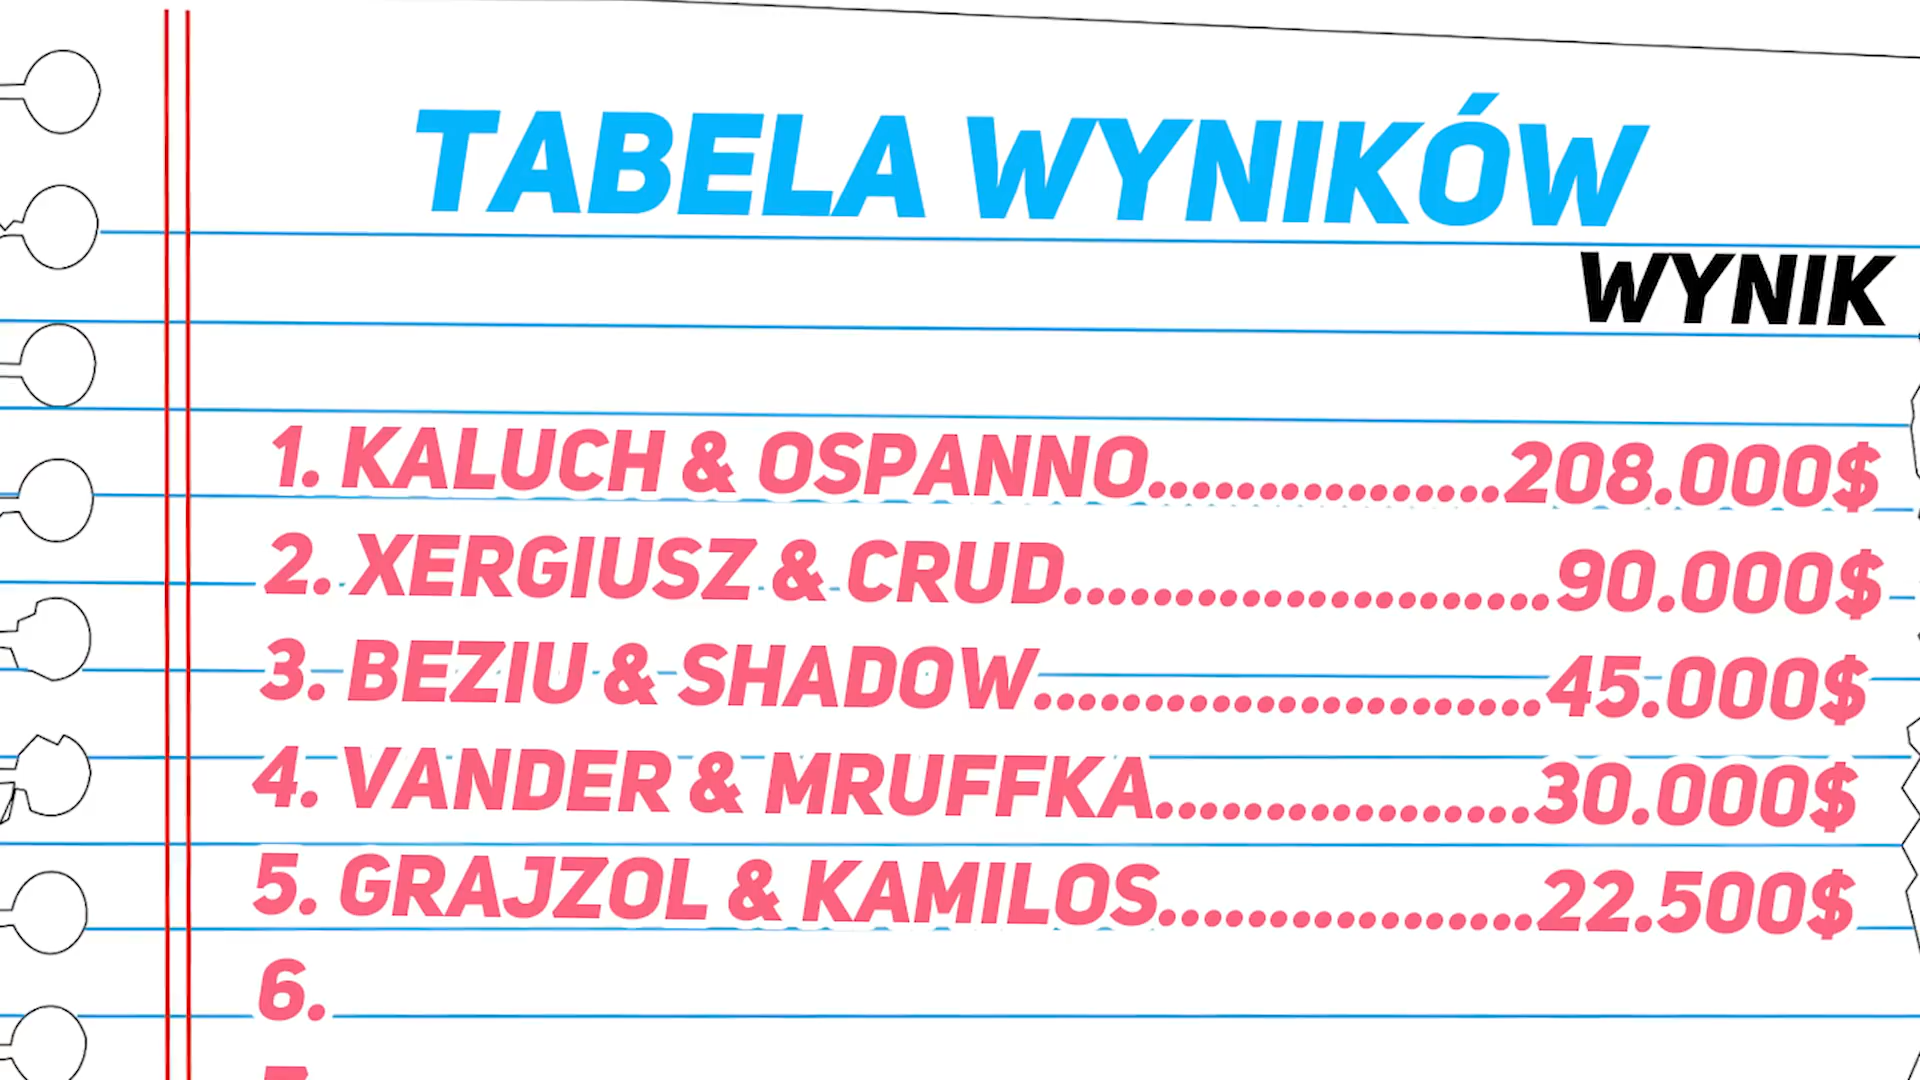 TABELA WYNIKÓW
WYNIK
1. KALUCH & OSPANNO................208.000$
2. XERGIUSZ & CRUD......................90.000$
3. BEZIU & SHADOW.......................45.000$
4. VANDER & MRUFFKA.................30.000$
5. GRAJZOL & KAMILOS.................22.500$
6.